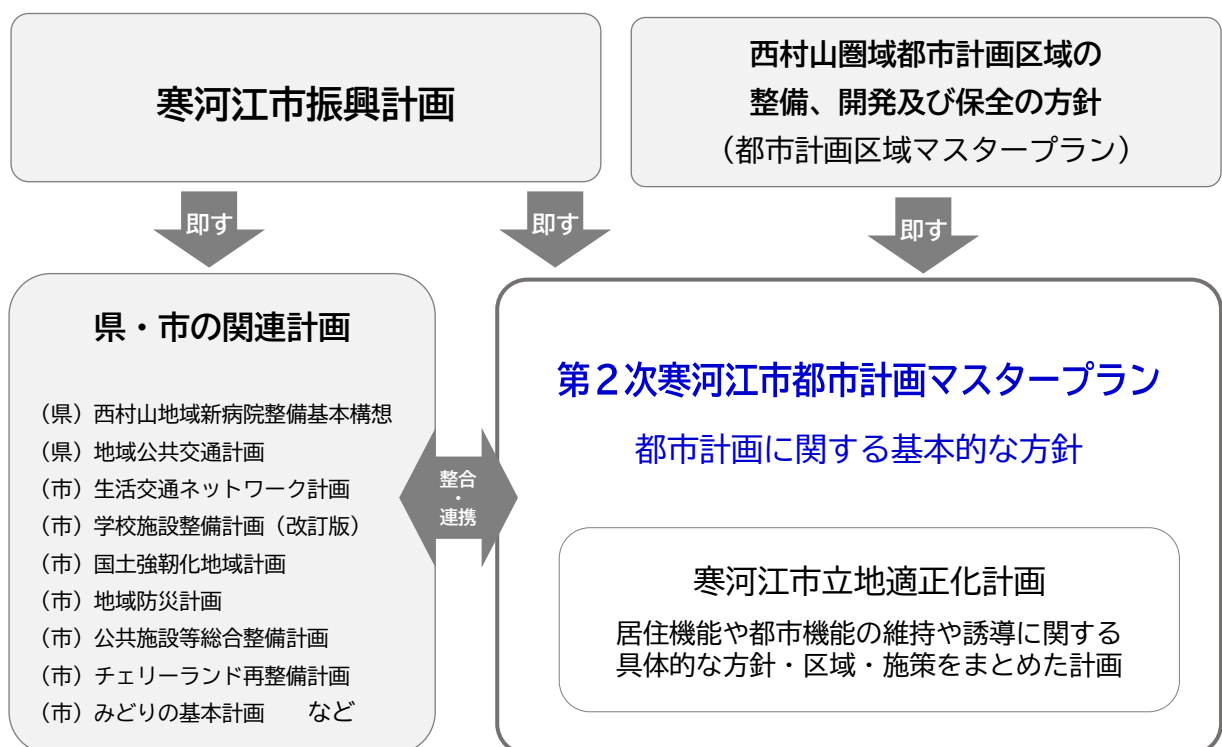 寒河江市振興計画
西村山圏域都市計画区域の
整備、開発及び保全の方針
（都市計画区域マスタープラン）
即す
即す
即す
県・市の関連計画
（県）西村山地域新病院整備基本構想
（県）地域公共交通計画
（市）生活交通ネットワーク計画
（市）学校施設整備計画（改訂版）
（市）国土強靭化地域計画
（市）地域防災計画
（市）公共施設等総合整備計画
（市）チェリーランド再整備計画
（市）みどりの基本計画　など
整合
・
連携
第２次寒河江市都市計画マスタープラン
都市計画に関する基本的な方針
寒河江市立地適正化計画
居住機能や都市機能の維持や誘導に関する
具体的な方針・区域・施策をまとめた計画